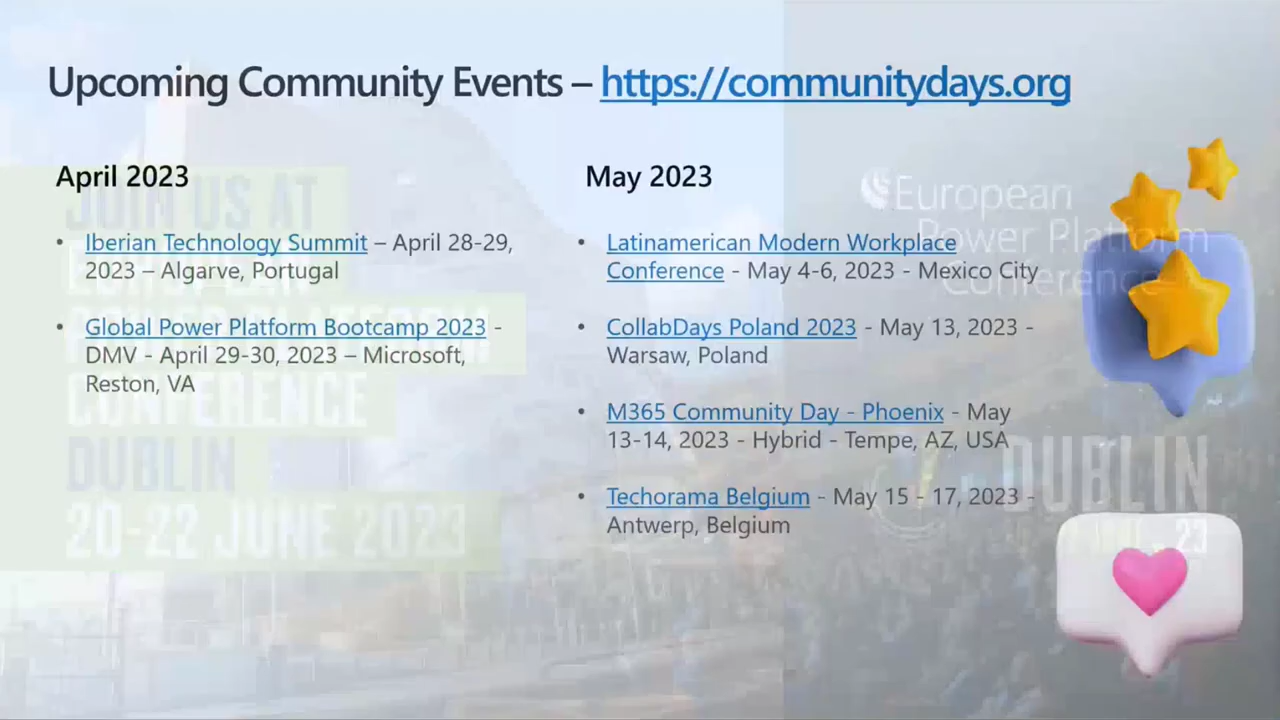 Upcoming Community Events – https://communitydays.org
April 2023
• Iberian Technology Summit – April 28-29,
2023 – Algarve, Portugal
• Global Power Platform Bootcamp 2023 -
DMV - April 29-30, 2023 – Microsoft,
Reston, VA
May 2023
• Latinamerican Modern Workplace
Conference - May 4-6, 2023 - Mexico City
• CollabDays Poland 2023 - May 13, 2023 -
Warsaw, Poland
• M365 Community Day - Phoenix - May
13-14, 2023 - Hybrid - Tempe, AZ, USA
• Techorama Belgium - May 15 - 17, 2023 -
Antwerp, Belgium
JOIN US AT
EUROPEAN
POWER PLATFORM
CONFERENCE
DUBLIN
20-22 JUNE 2023
European
Power Platform
Conference
DUBLIN
23